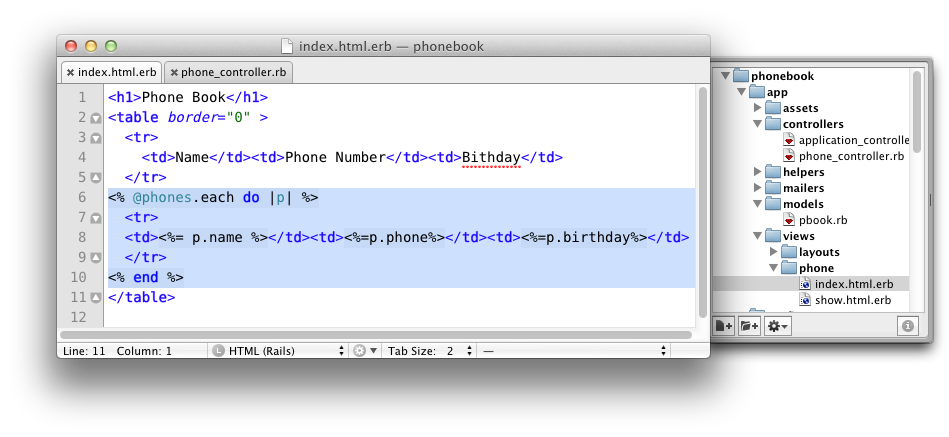 index.html.erb — phonebook
index.html.erb phone_controller.rb
1 <h1>Phone Book</h1>
2 <table border="0" >
3 <tr>
4 <td>Name</td><td>Phone Number</td><td>Bithday</td>
5 </tr>
6 <% @phones.each do |p| %>
7 <tr>
8 <td><%= p.name %></td><td><%=p.phone%></td><td><%=p.birthday%></td>
9 </tr>
10 <% end %>
11 </table>
12
Line: 11 Column: 1 L HTML (Rails) Tab Size: 2 —
phonebook
app
assets
controllers
application_controlle
phone_controller.rb
helpers
mailers
models
pbook.rb
views
layouts
phone
index.html.erb
show.html.erb